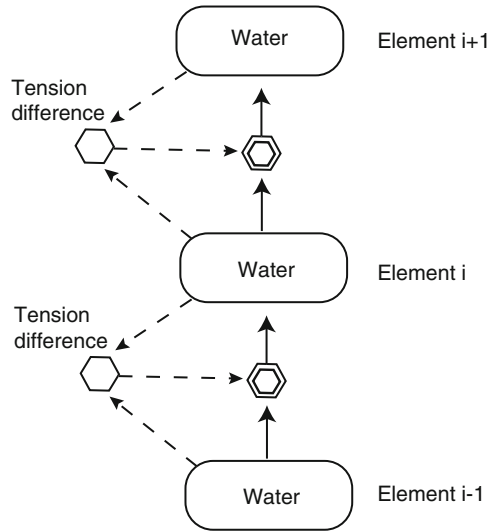 Water
Element i+1
Tension
difference
Water
Element i
Tension
difference
Water
Element i-1